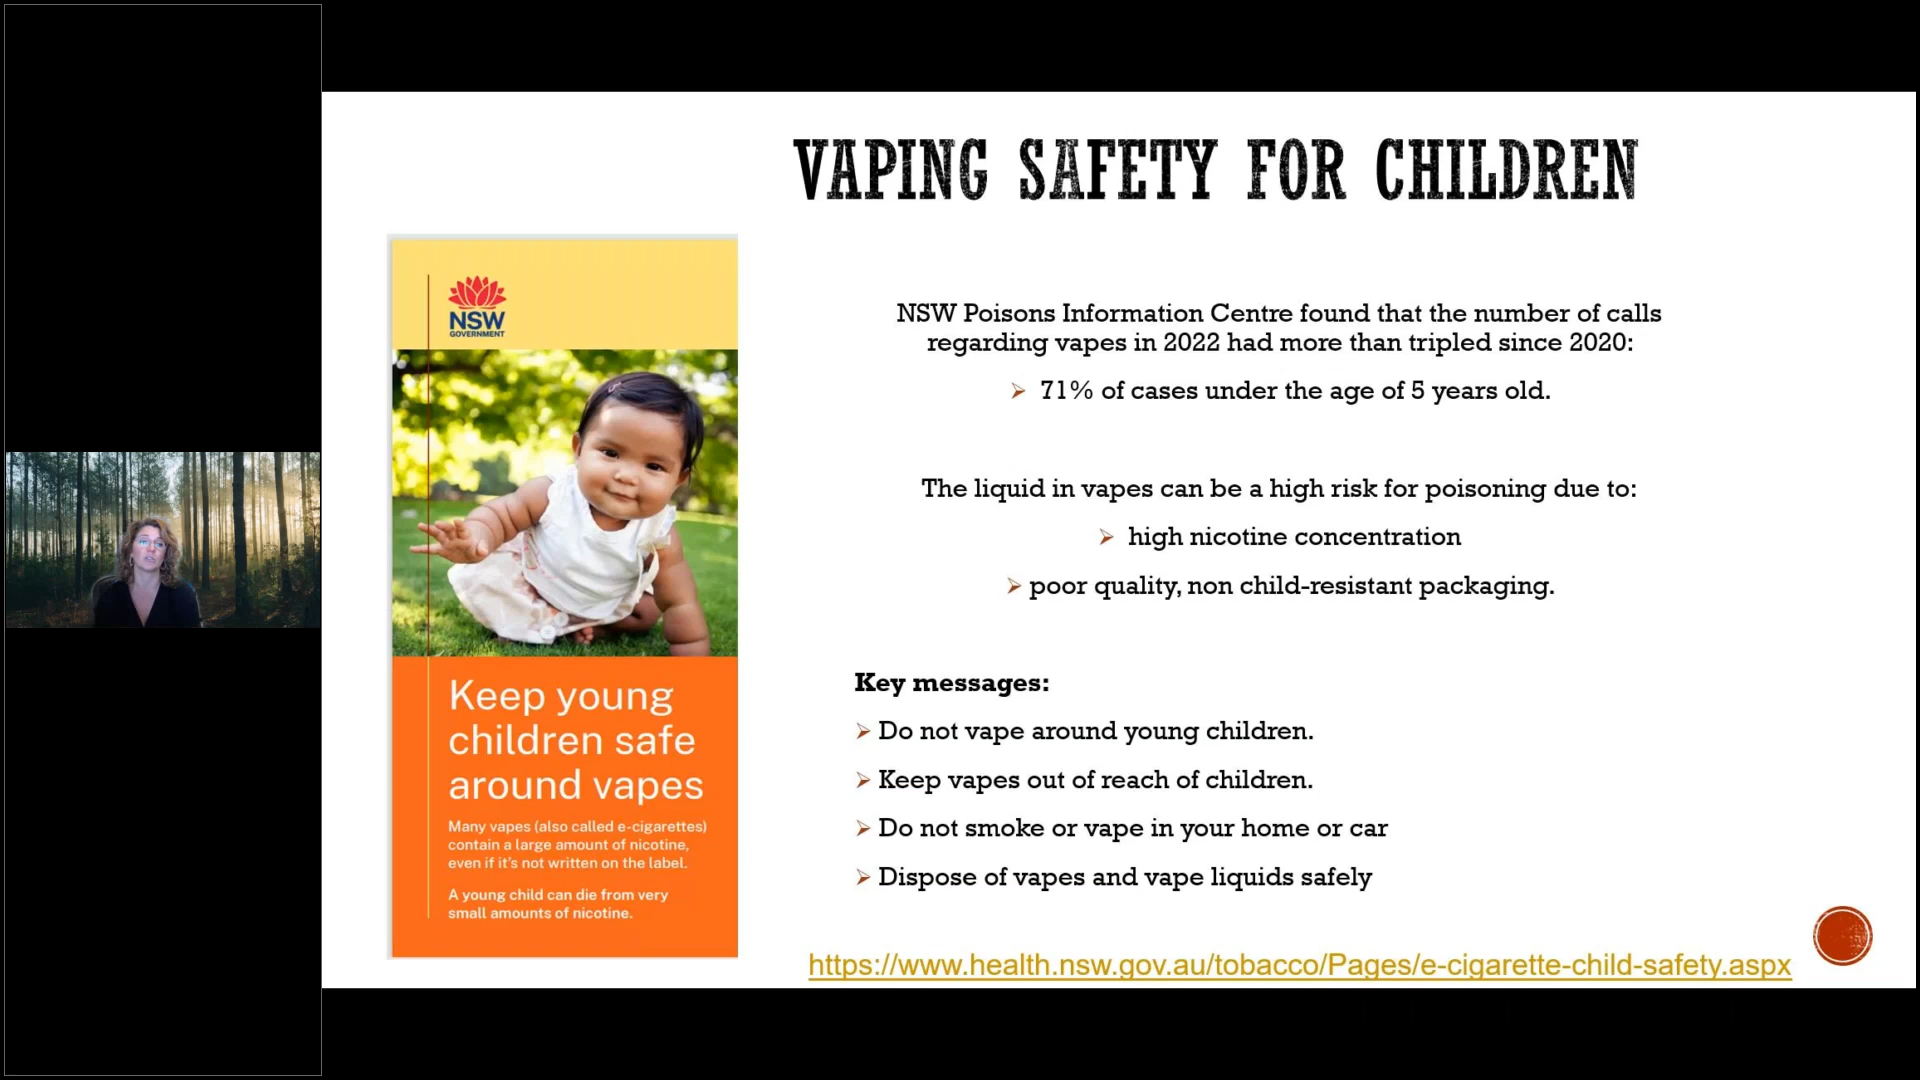 VAPING SAFETY FOR CHILDREN
NSW
GOVERNMENT
Keep young
children safe
around vapes
Many vapes (also called e-cigarettes)
contain a large amount of nicotine,
even if it's not written on the label.
A young child can die from very
small amounts of nicotine.
NSW Poisons Information Centre found that the number of calls
regarding vapes in 2022 had more than tripled since 2020:
➢ 71% of cases under the age of 5 years old.
The liquid in vapes can be a high risk for poisoning due to:
➢ high nicotine concentration
➢ poor quality, non child-resistant packaging.
Key messages:
➢ Do not vape around young children.
➢ Keep vapes out of reach of children.
➢ Do not smoke or vape in your home or car
➢ Dispose of vapes and vape liquids safely
https://www.health.nsw.gov.au/tobacco/Pages/e-cigarette-child-safety.aspx